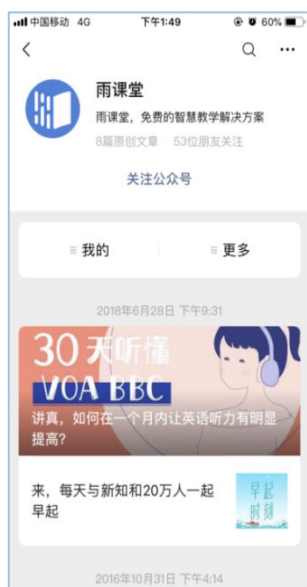 中国移动 4G 下午1:49 60%
雨课堂
雨课堂，免费的智慧教学解决方案
8篇原创文章 53位朋友关注
关注公众号
我的 更多
2018年6月28日 下午9:31
30天听懂
VOA BBC
讲真，如何在一个月内让英语听力有明显
提高？
来，每天与新知和20万人一起
早起
早起
时刻
2016年10月31日 下午4:14